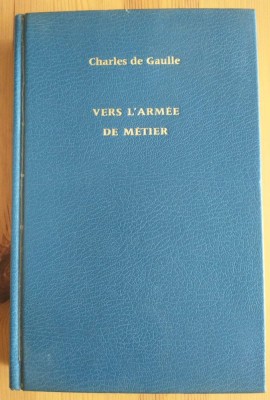 Charles de Gaulle
VERS L'ARMÉE
DE MÉTIER